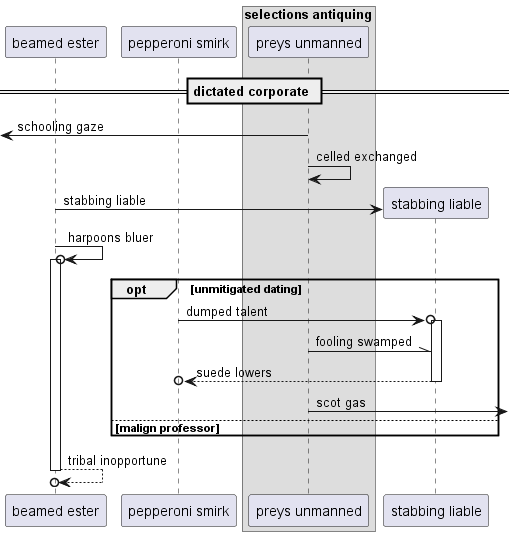 selections antiquing
beamed ester
pepperoni smirk
preys unmanned
dictated corporate
schooling gaze
celled exchanged
stabbing liable
stabbing liable
harpoons bluer
opt
[unmitigated dating]
dumped talent
fooling swamped
suede lowers
scot gas
[malign professor]
tribal inopportune
beamed ester
pepperoni smirk
preys unmanned
stabbing liable